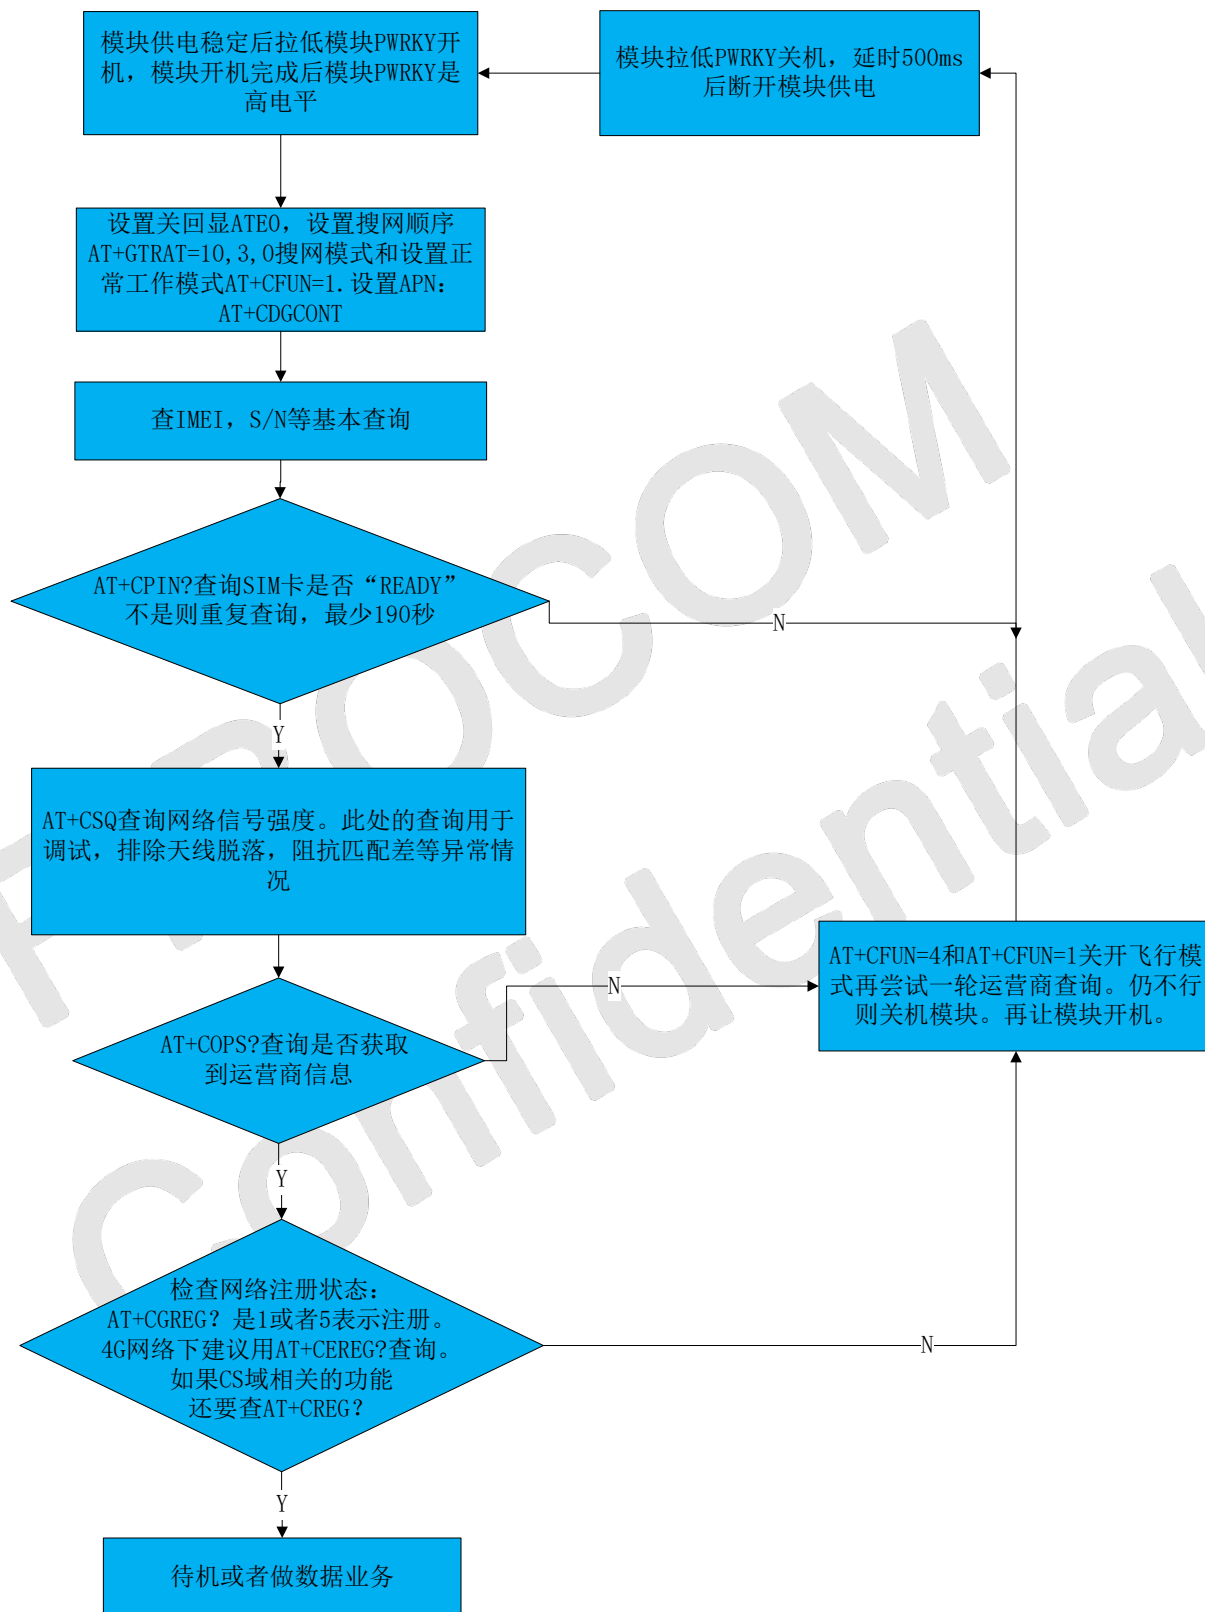 模块供电稳定后拉低模块PWRKY开
机，模块开机完成后模块PWRKY是
高电平
模块拉低PWRKY关机，延时500ms
后断开模块供电
设置关回显ATE0，设置搜网顺序
AT+GTRAT=10,3,0搜网模式和设置正
常工作模式AT+CFUN=1.设置APN：
AT+CDGCONT
查IMEI，S/N等基本查询
AT+CPIN?查询SIM卡是否“READY”
不是则重复查询，最少190秒
N
Y
AT+CSQ查询网络信号强度。此处的查询用于
调试，排除天线脱落，阻抗匹配差等异常情
况
AT+CFUN=4和AT+CFUN=1关开飞行模
式再尝试一轮运营商查询。仍不行
则关机模块。再让模块开机。
N
AT+COPS?查询是否获取
到运营商信息
Y
检查网络注册状态：
AT+CGREG？是1或者5表示注册。
4G网络下建议用AT+CEREG?查询。
如果CS域相关的功能
还要查AT+CREG？
N
Y
待机或者做数据业务
FIBOCOM
Confidential